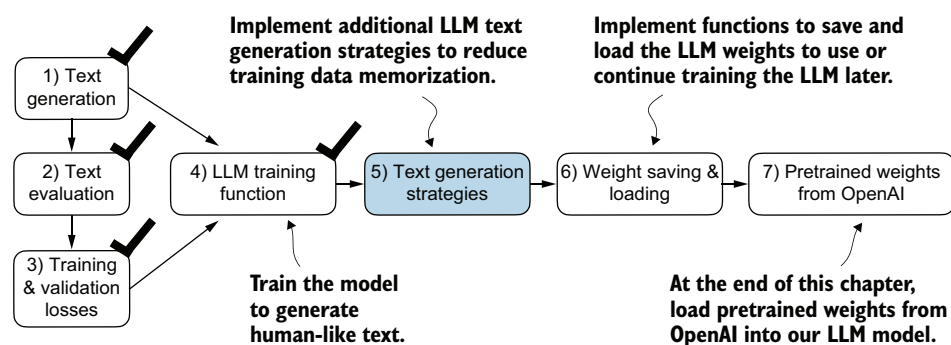 Implement additional LLM text
generation strategies to reduce
training data memorization.
Implement functions to save and
load the LLM weights to use or
continue training the LLM later.
1) Text
generation
2) Text
evaluation
3) Training
& validation
losses
4) LLM training
function
5) Text generation
strategies
6) Weight saving &
loading
7) Pretrained weights
from OpenAI
Train the model
to generate
human-like text.
At the end of this chapter,
load pretrained weights from
OpenAI into our LLM model.